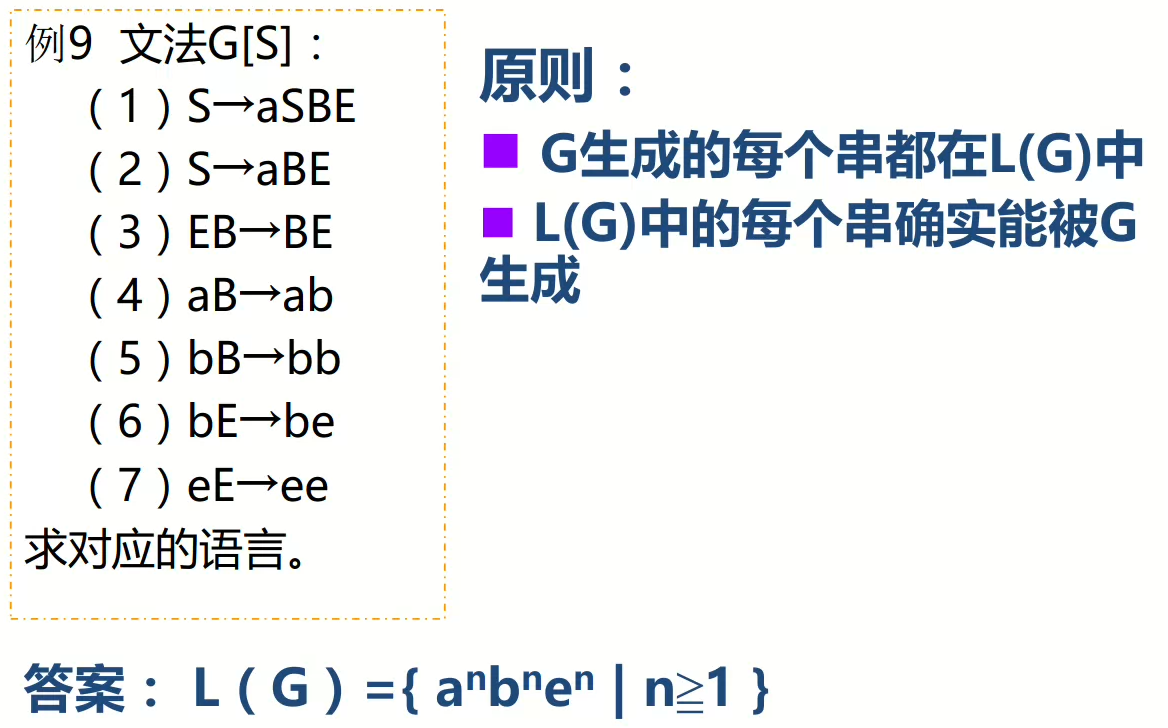 例9 文法G[S]：
（1）S→aSBE
（2）S→aBE
（3）EB→BE
（4）aB→ab
（5）bB→bb
（6）bE→be
（7）eE→ee
求对应的语言。
原则：
■ G生成的每个串都在L(G)中
■ L(G)中的每个串确实能被G
生成
答案： L（G）={ aⁿbⁿeⁿ | n≧1 }